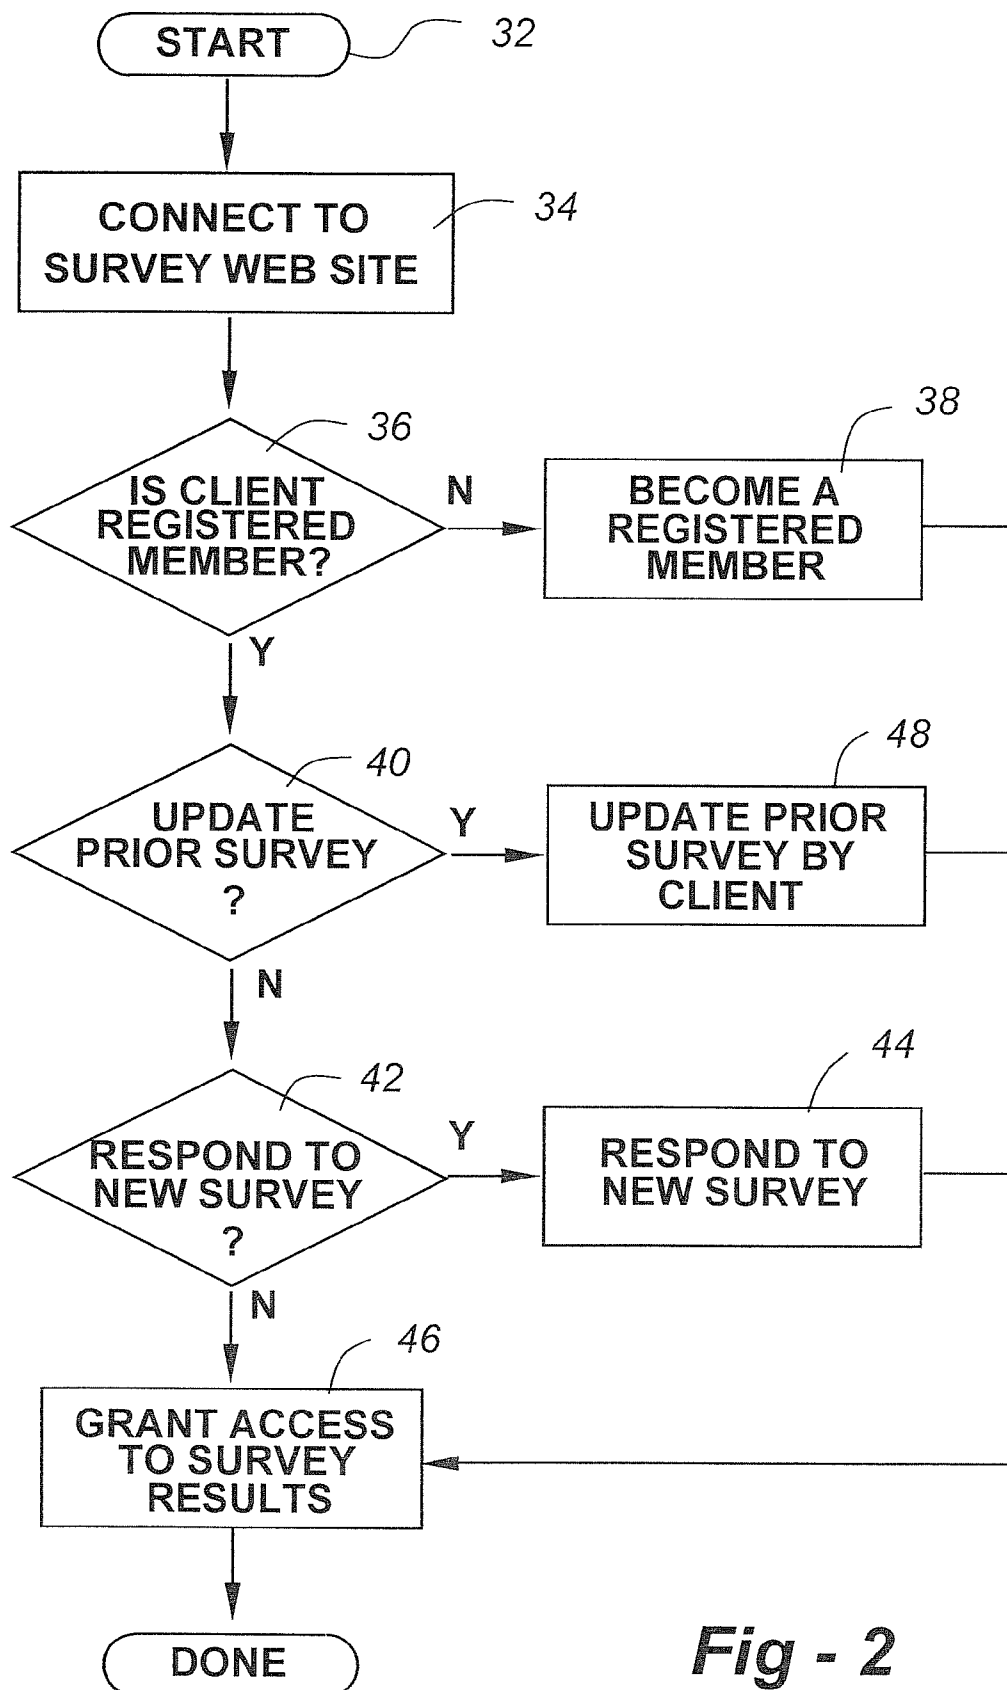 START
32
CONNECT TO
SURVEY WEB SITE
34
36
IS CLIENT
REGISTERED
MEMBER?
N
38
BECOME A
REGISTERED
MEMBER
Y
40
UPDATE
PRIOR SURVEY
?
Y
48
UPDATE PRIOR
SURVEY BY
CLIENT
N
42
RESPOND TO
NEW SURVEY
?
Y
44
RESPOND TO
NEW SURVEY
N
46
GRANT ACCESS
TO SURVEY
RESULTS
DONE
Fig - 2